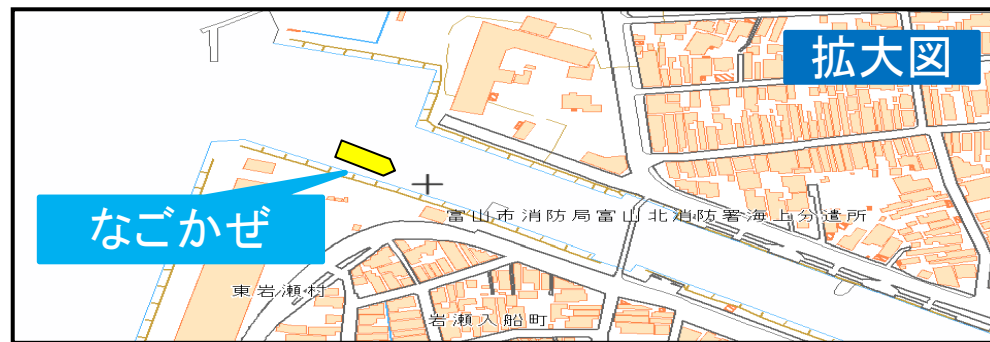 拡大図
なごかぜ
富山市消防局富山北消防署海上分遣所
東岩瀬村
岩瀬入船町